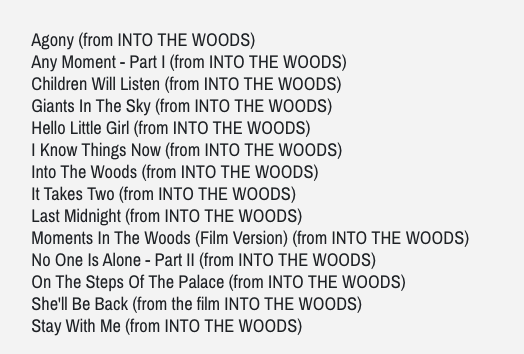 Agony (from INTO THE WOODS)
Any Moment - Part I (from INTO THE WOODS)
Children Will Listen (from INTO THE WOODS)
Giants In The Sky (from INTO THE WOODS)
Hello Little Girl (from INTO THE WOODS)
I Know Things Now (from INTO THE WOODS)
Into The Woods (from INTO THE WOODS)
It Takes Two (from INTO THE WOODS)
Last Midnight (from INTO THE WOODS)
Moments In The Woods (Film Version) (from INTO THE WOODS)
No One Is Alone - Part II (from INTO THE WOODS)
On The Steps Of The Palace (from INTO THE WOODS)
She'll Be Back (from the film INTO THE WOODS)
Stay With Me (from INTO THE WOODS)